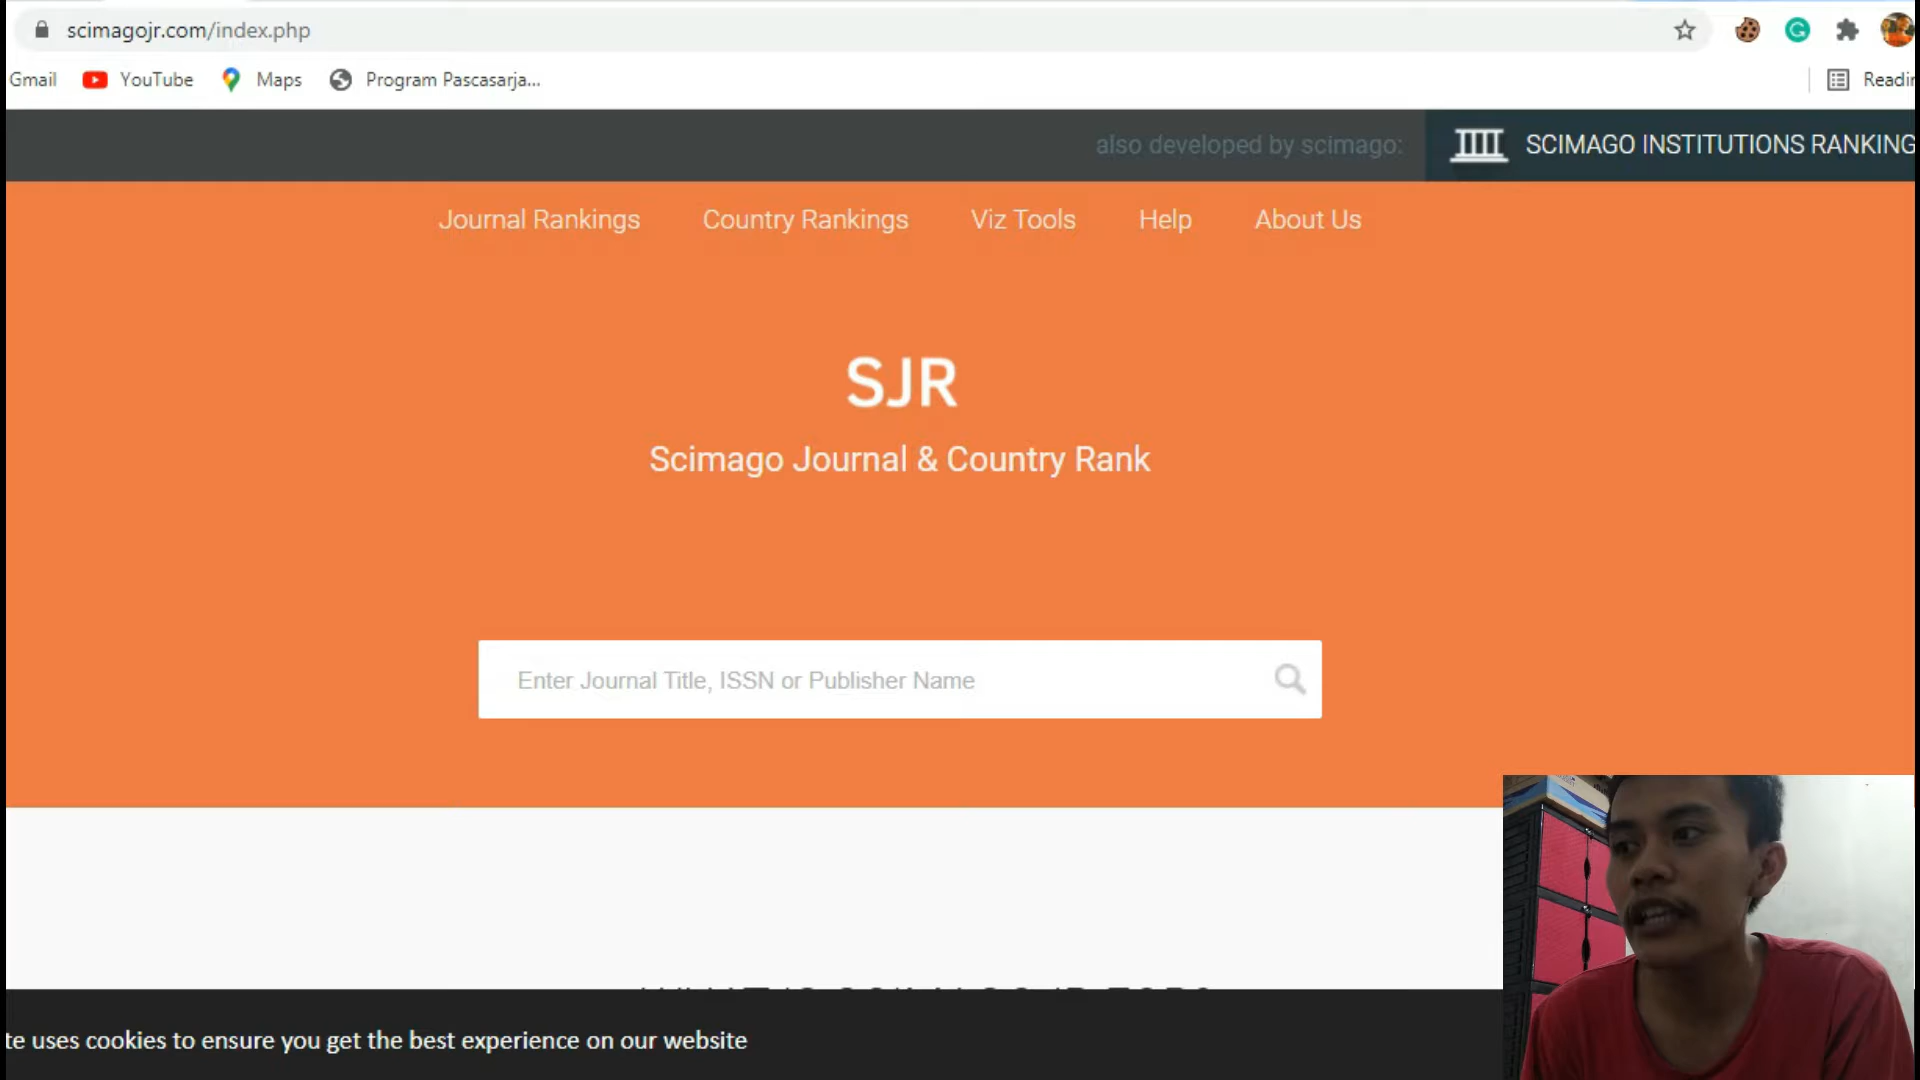 scimagojr.com/index.php
Gmail YouTube Maps Program Pascasarja...
also developed by scimago: SCIMAGO INSTITUTIONS RANKING
Journal Rankings Country Rankings Viz Tools Help About Us
SJR
Scimago Journal & Country Rank
Enter Journal Title, ISSN or Publisher Name
uses cookies to ensure you get the best experience on our website